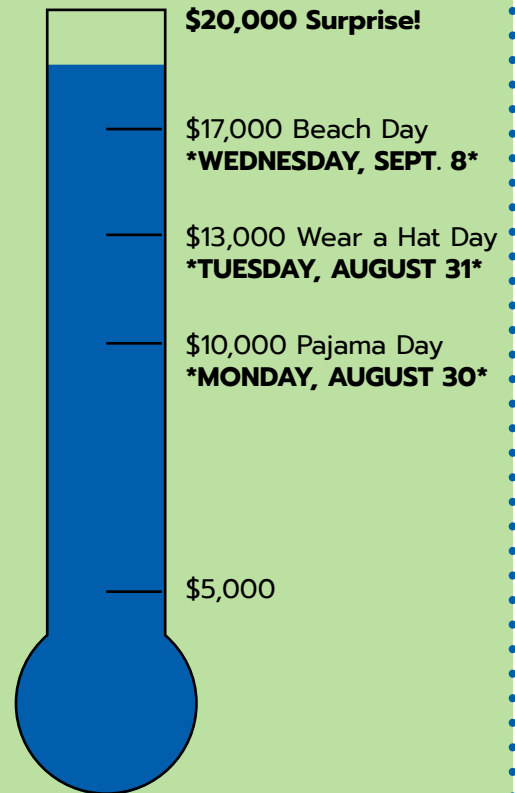 $20,000 Surprise!
$17,000 Beach Day
*WEDNESDAY, SEPT. 8*
$13,000 Wear a Hat Day
*TUESDAY, AUGUST 31*
$10,000 Pajama Day
*MONDAY, AUGUST 30*
$5,000